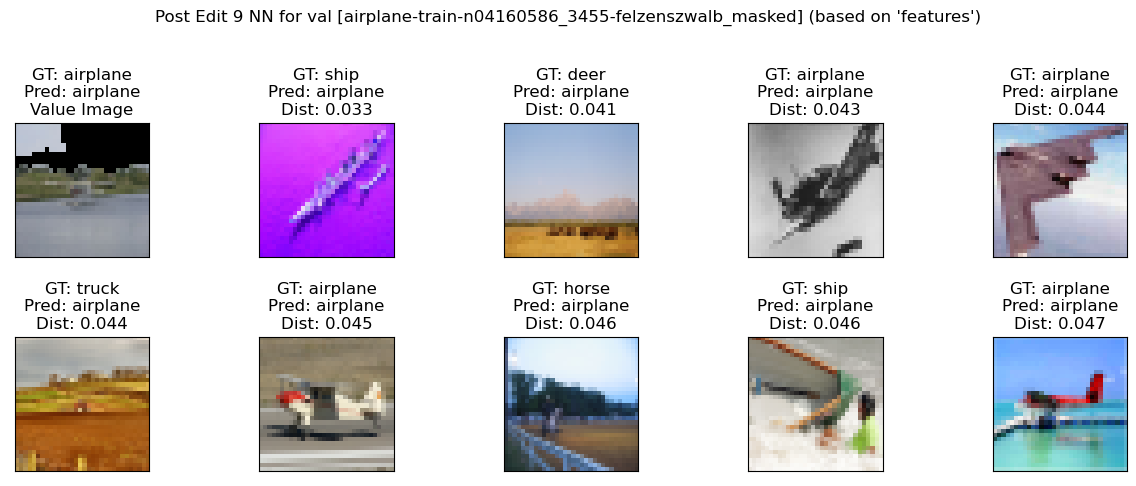 Post Edit 9 NN for val [airplane-train-n04160586_3455-felzenszwalb_masked] (based on 'features')
GT: airplane
Pred: airplane
Value Image
GT: ship
Pred: airplane
Dist: 0.033
GT: deer
Pred: airplane
Dist: 0.041
GT: airplane
Pred: airplane
Dist: 0.043
GT: airplane
Pred: airplane
Dist: 0.044
GT: truck
Pred: airplane
Dist: 0.044
GT: airplane
Pred: airplane
Dist: 0.045
GT: horse
Pred: airplane
Dist: 0.046
GT: ship
Pred: airplane
Dist: 0.046
GT: airplane
Pred: airplane
Dist: 0.047